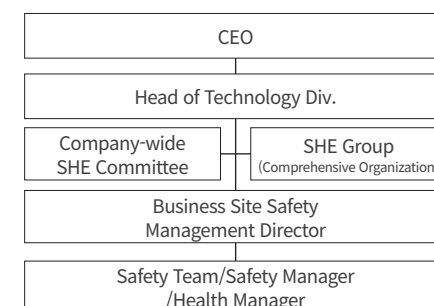 CEO
Head of Technology Div.
Company-wide
SHE Committee
SHE Group
(Comprehensive Organization
Business Site Safety
Management Director
Safety Team/Safety Manager
/Health Manager